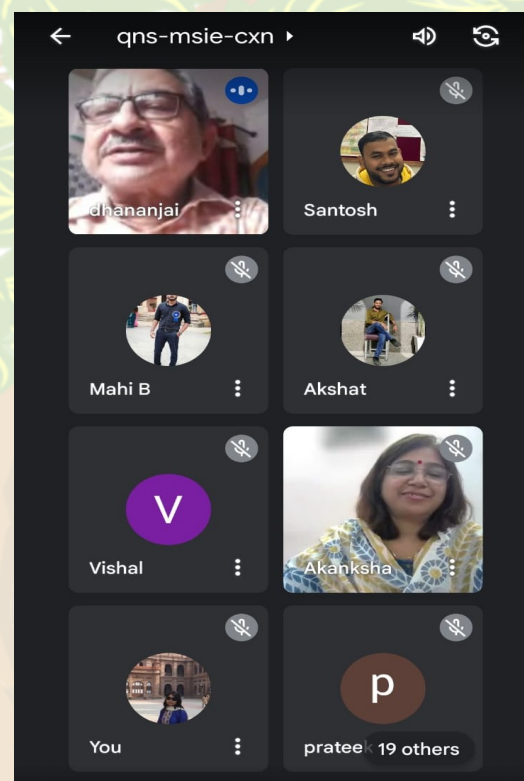 qns-msie-cxn
dhananjai
Santosh
Mahi B
Akshat
V
Vishal
Akanksha
p
You
prateek
19 others